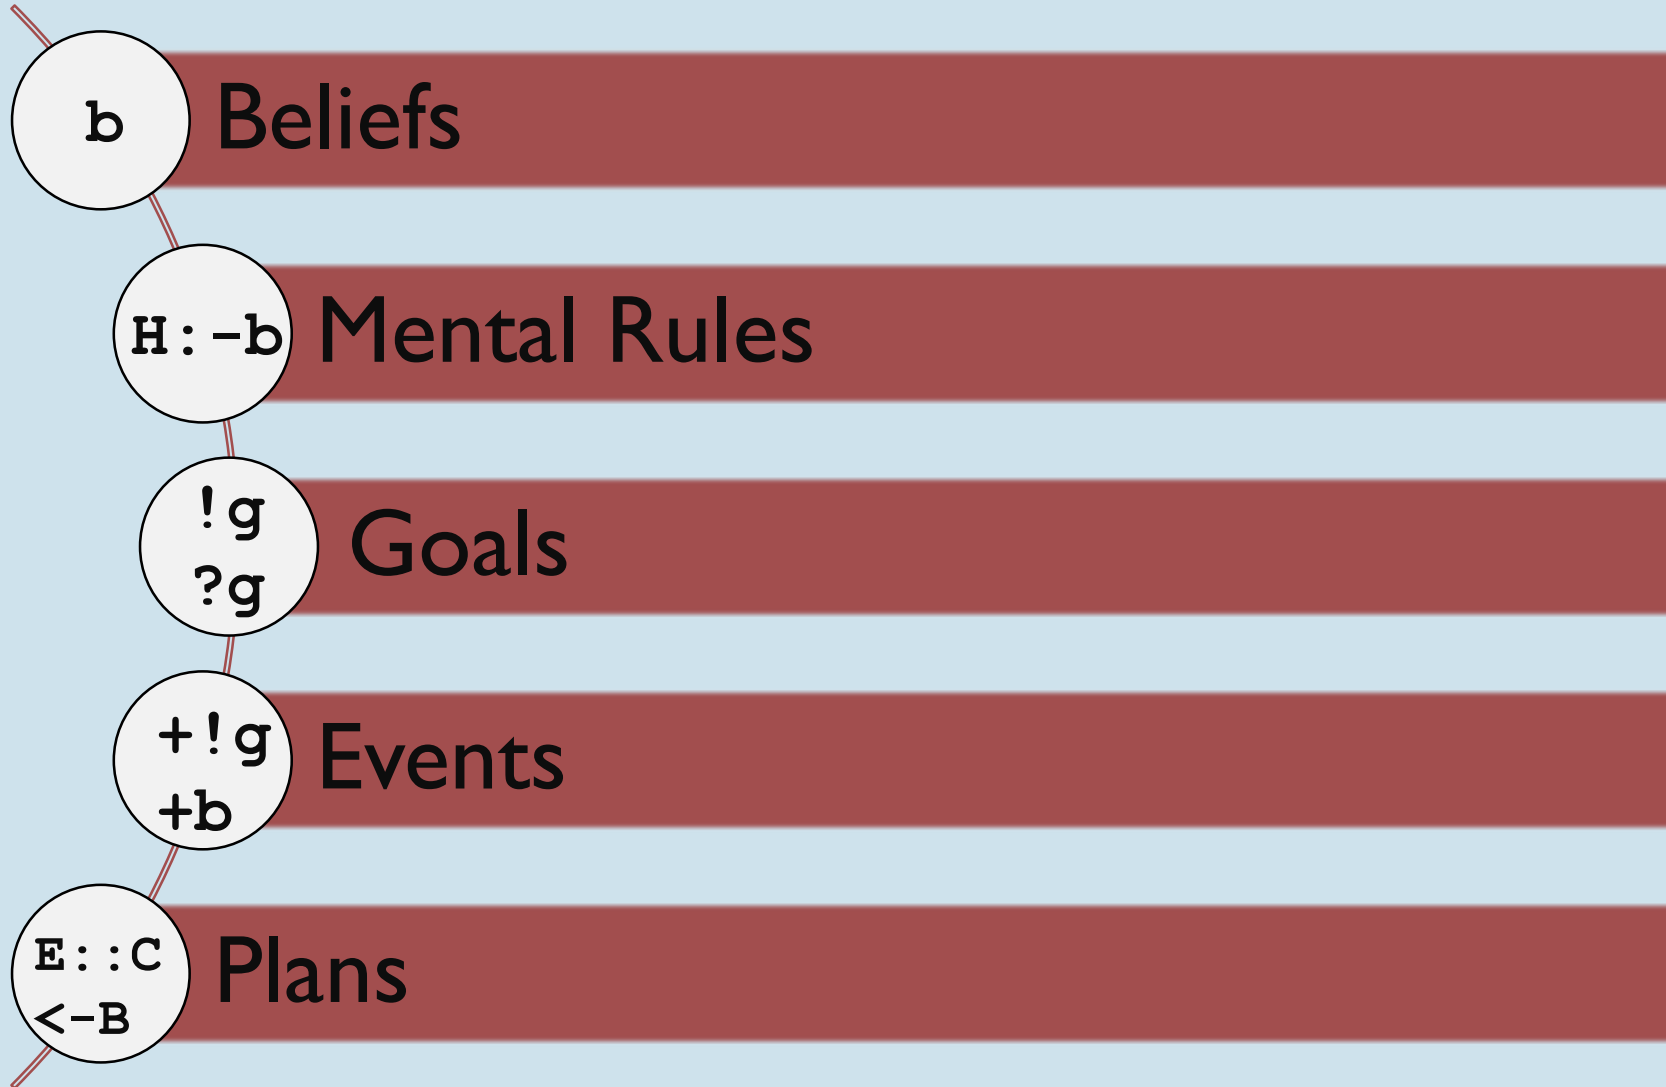 b
Beliefs
H:-b
Mental Rules
!g
?g
Goals
+!g
+b
Events
E::C
<-B
Plans